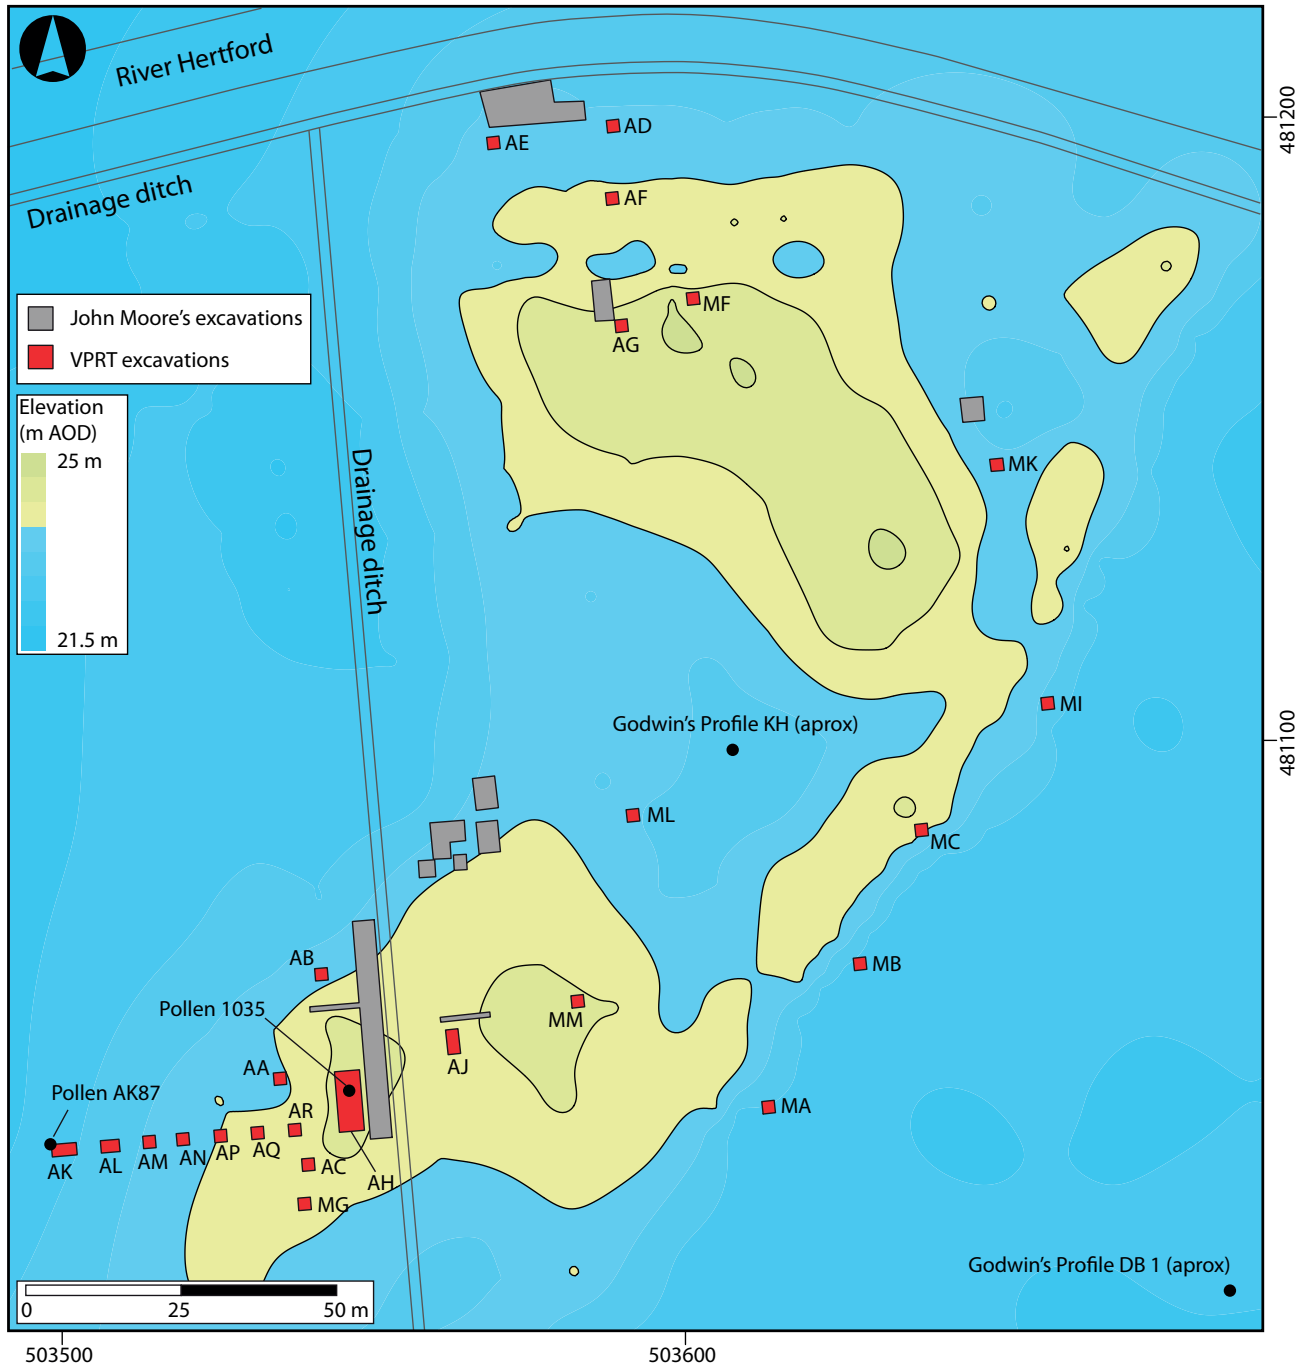 River Hertford
481200
AD
AE
Drainage ditch
AF
John Moore's excavations
VPRT excavations
MF
AG
Elevation
(m AOD)
25 m
21.5 m
Drainage ditch
MK
MI
Godwin's Profile KH (aprox)
481100
ML
MC
AB
MB
Pollen 1035
MM
AJ
AA
Pollen AK87
MA
AR
AK
AL
AM
AN
AP
AQ
AC
AH
MG
Godwin's Profile DB 1 (aprox)
0
25
50 m
503500
503600